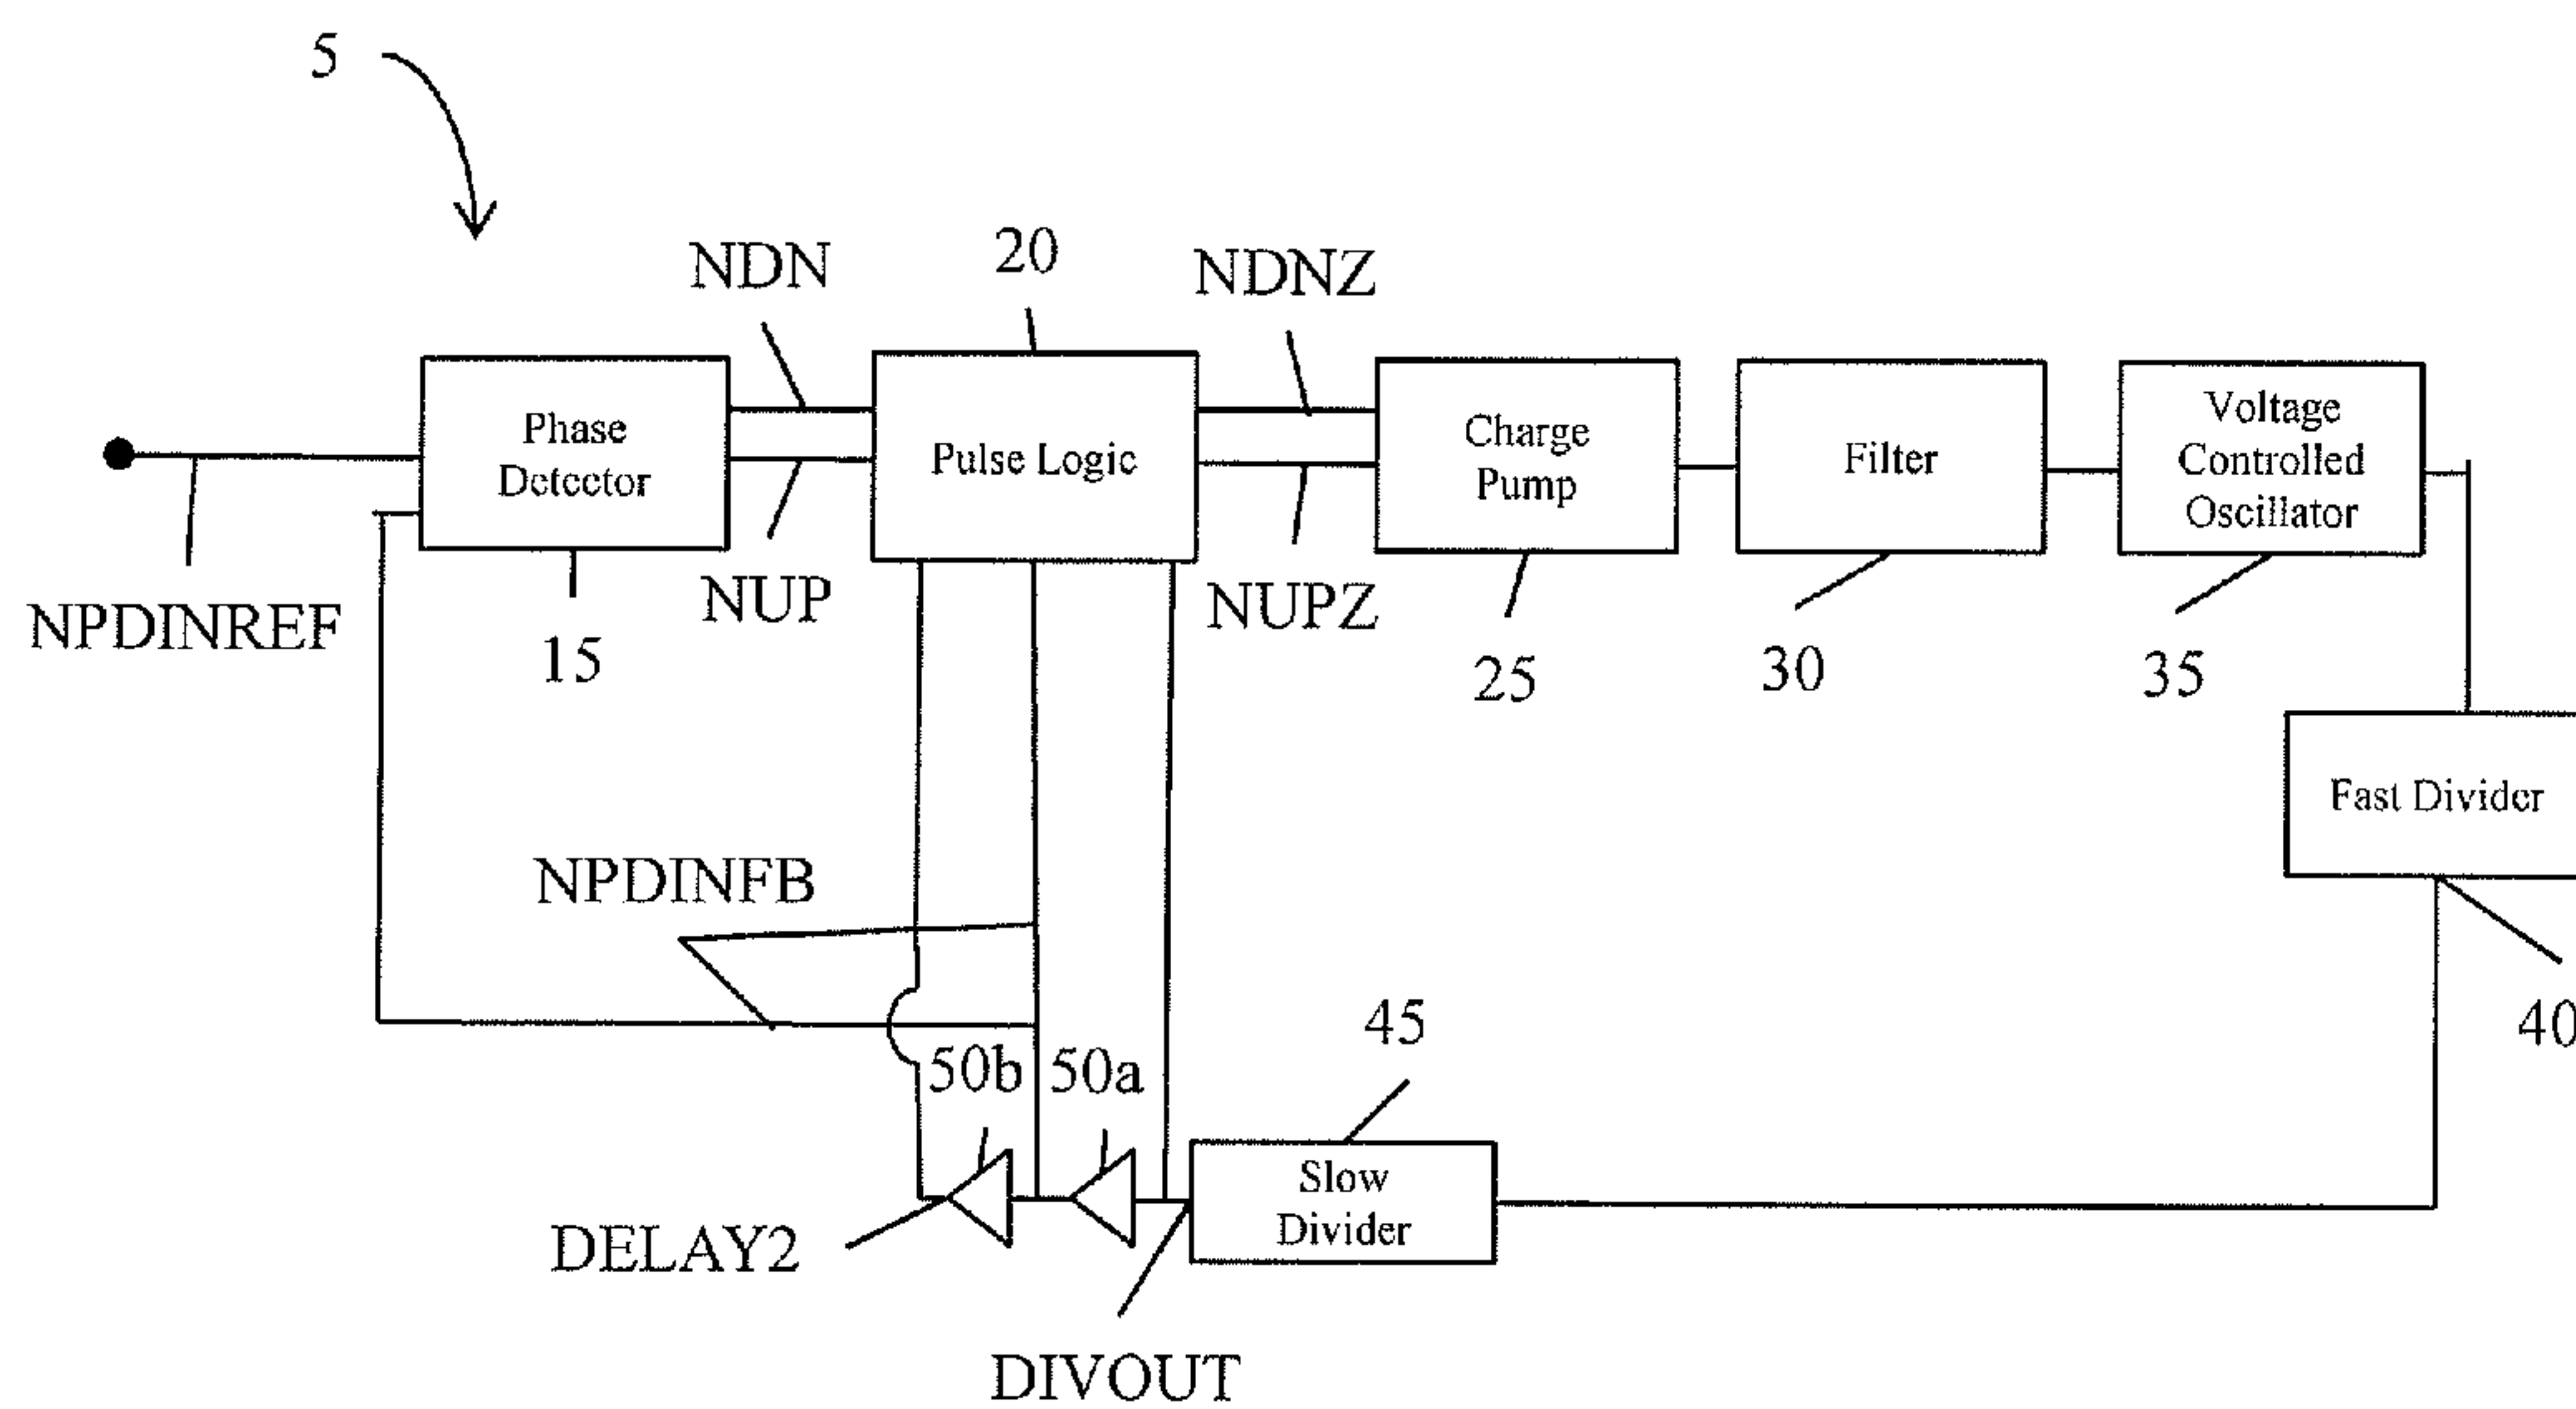 5
NDN
20
NDNZ
Phase
Detector
Pulse Logic
Charge
Pump
Filter
Voltage
Controlled
Oscillator
NPDINREF
15
NUP
NUPZ
25
30
35
Fast Divider
NPDINFB
40
45
50b
50a
Slow
Divider
DELAY2
DIVOUT